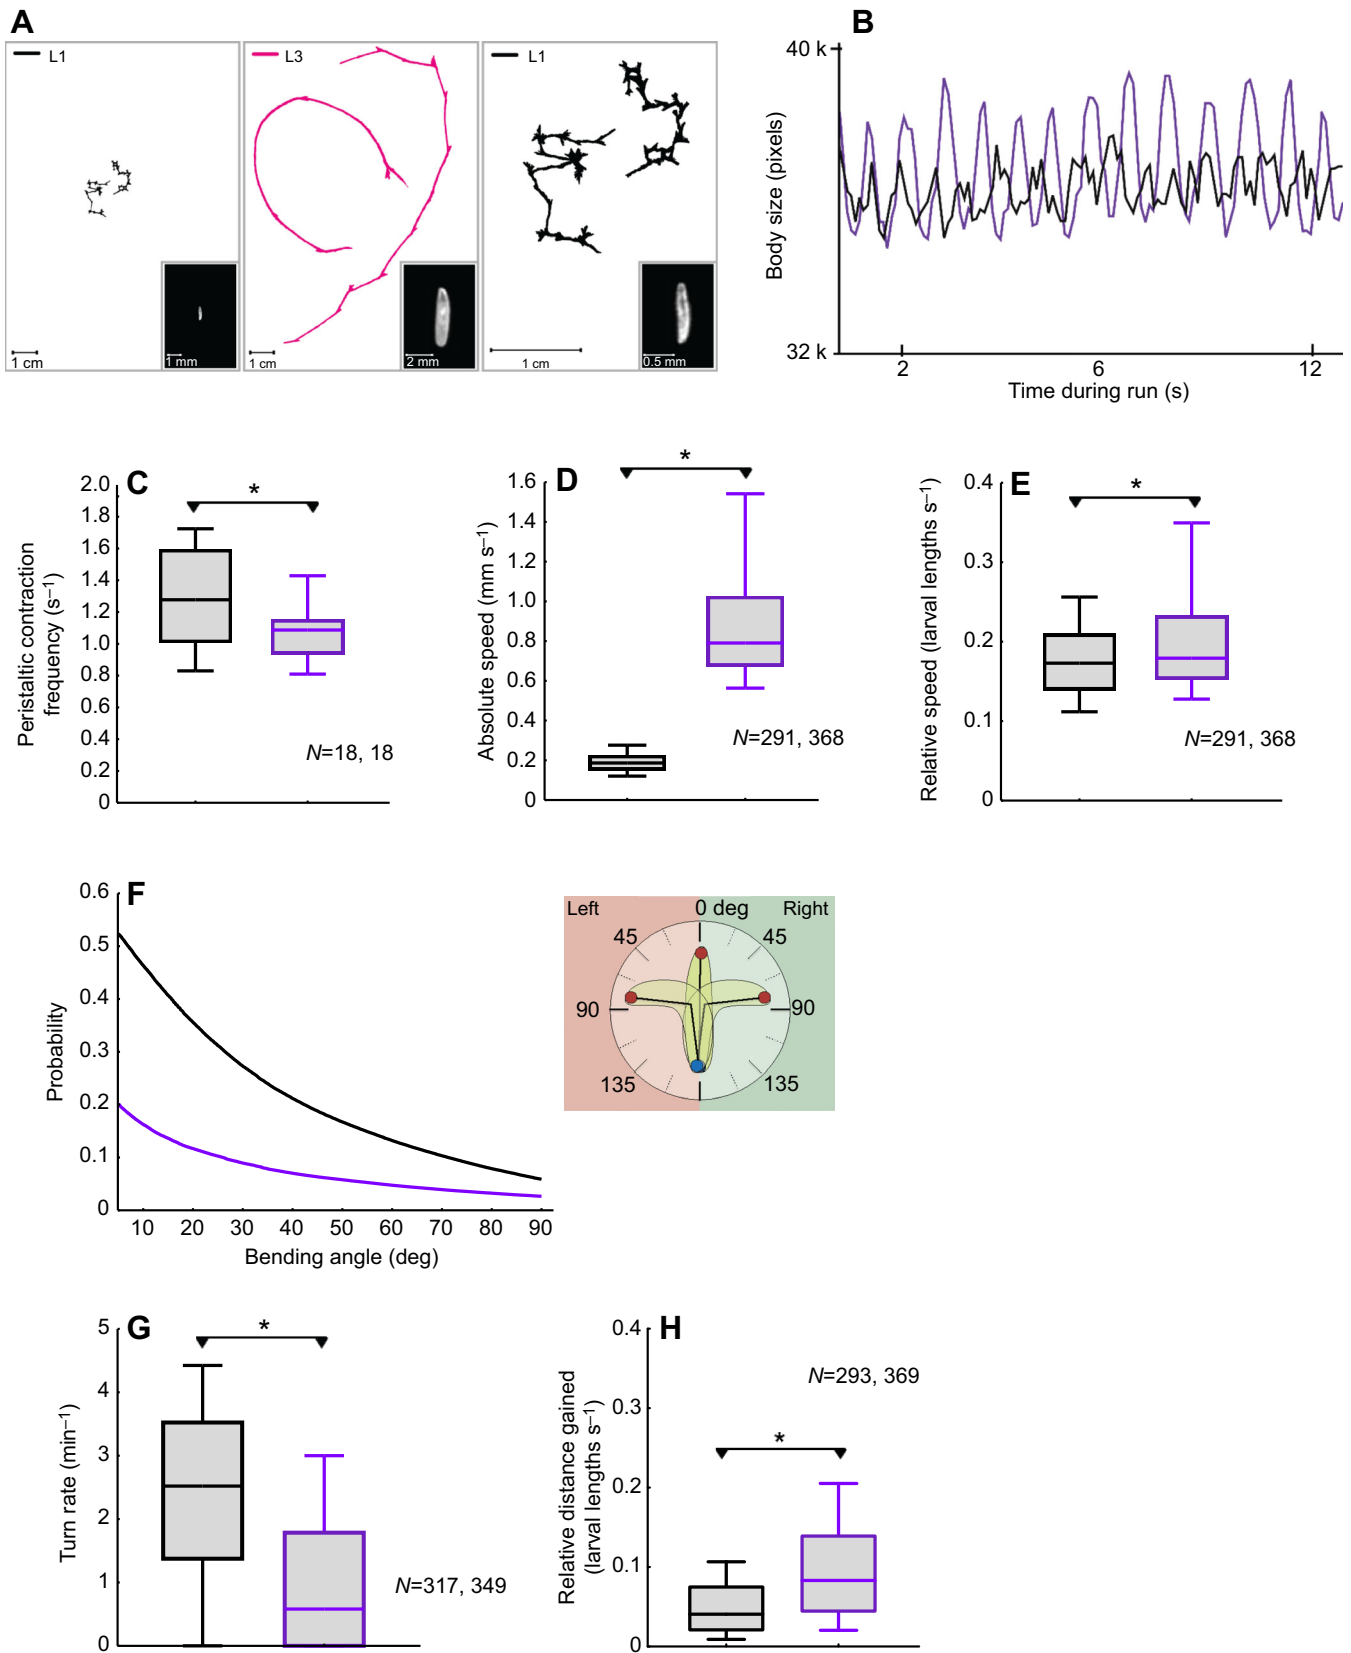 A
L1
1 cm
1 mm
L3
1 cm
2 mm
L1
1 cm
0.5 mm
B
40 k
32 k
Body size (pixels)
2 6 12
Time during run (s)
C
*
2.0
1.8
1.6
1.4
1.2
1.0
0.8
0.6
0.4
0.2
0
Peristaltic contraction
frequency (s–1)
N=18, 18
D
*
1.6
1.4
1.2
1.0
0.8
0.6
0.4
0.2
0
Absolute speed (mm s–1)
N=291, 368
E
*
0.4
0.3
0.2
0.1
0
Relative speed (larval lengths s–1)
N=291, 368
F
0.6
0.5
0.4
0.3
0.2
0.1
0
Probability
10 20 30 40 50 60 70 80 90
Bending angle (deg)
Left 0 deg Right
45 45
90 90
135 135
G
*
5
4
3
2
1
0
Turn rate (min–1)
N=317, 349
H
*
0.4
0.3
0.2
0.1
0
Relative distance gained
(larval lengths s–1)
N=293, 369